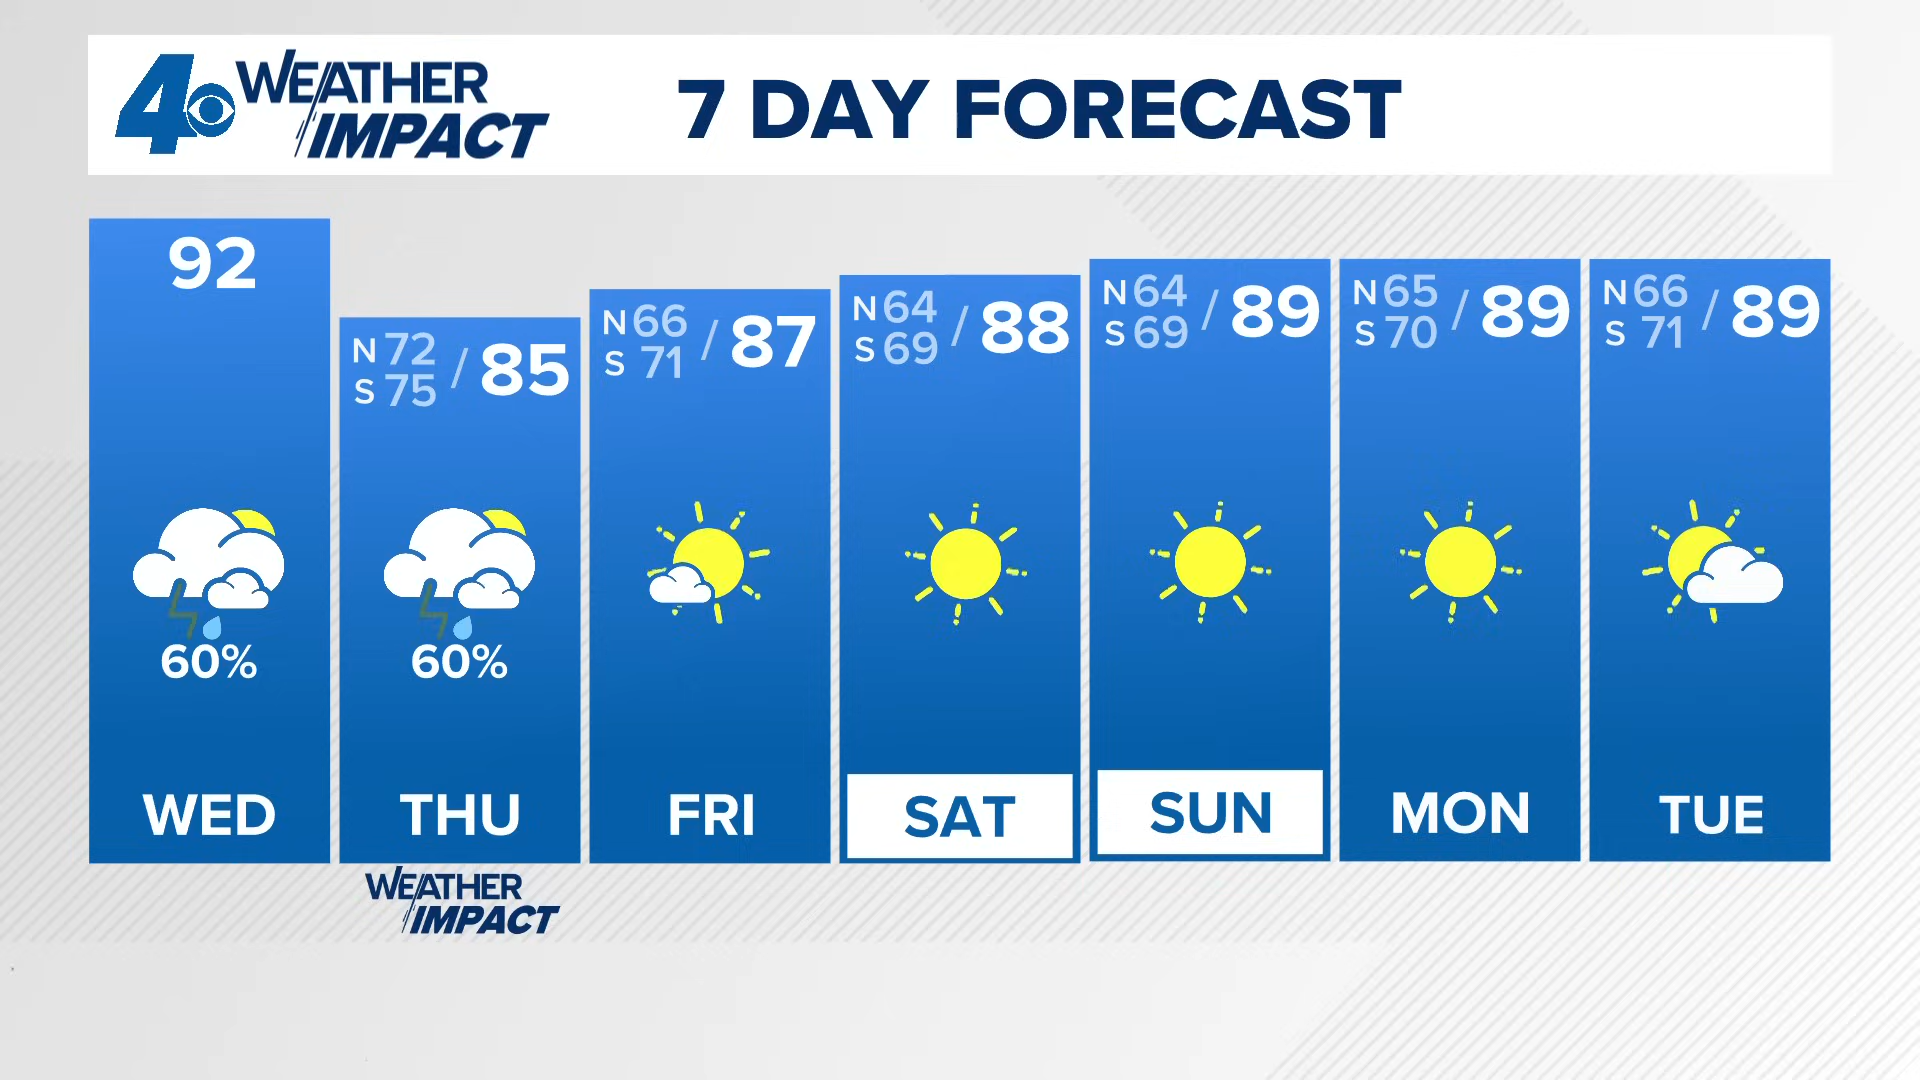 4 WEATHER IMPACT
7 DAY FORECAST
92
60%
WED
N 72
S 75
/ 85
60%
THU
WEATHER IMPACT
N 66
S 71
/ 87
FRI
N 64
S 69
/ 88
SAT
N 64
S 69
/ 89
SUN
N 65
S 70
/ 89
MON
N 66
S 71
/ 89
TUE